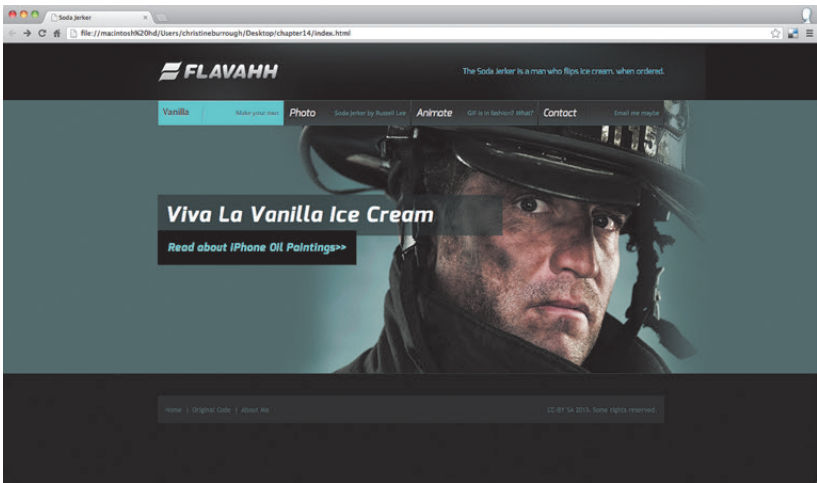 Soda Jerker
file://macintosh%20hd/Users/christineburrough/Desktop/chapter14/index.html
FLAVAHH
The Soda Jerker is a man who flips ice cream, when ordered.
Vanilla Make your own Photo Soda Jerker by Russell Lee Animate GIF is in fashion? What? Contact Email me maybe
115
Viva La Vanilla Ice Cream
Read about iPhone Oil Paintings>>
Home | Original Code | About Me CC-BY SA 2013. Some rights reserved.